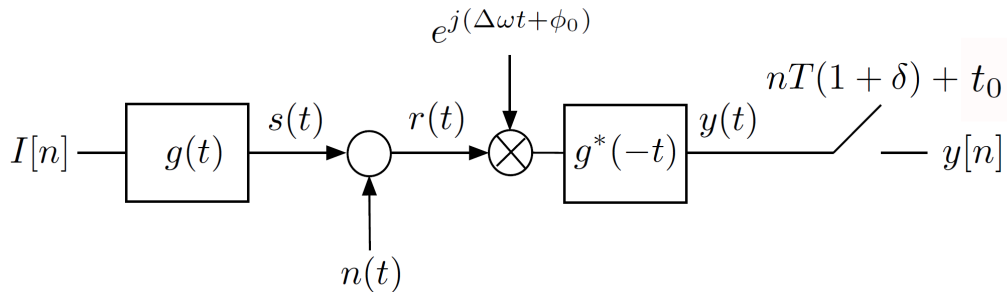 e^{j(Δωt+ϕ_0)}
nT(1 + δ) + t_0
s(t)
r(t)
y(t)
I[n]
g(t)
g^*(−t)
y[n]
n(t)